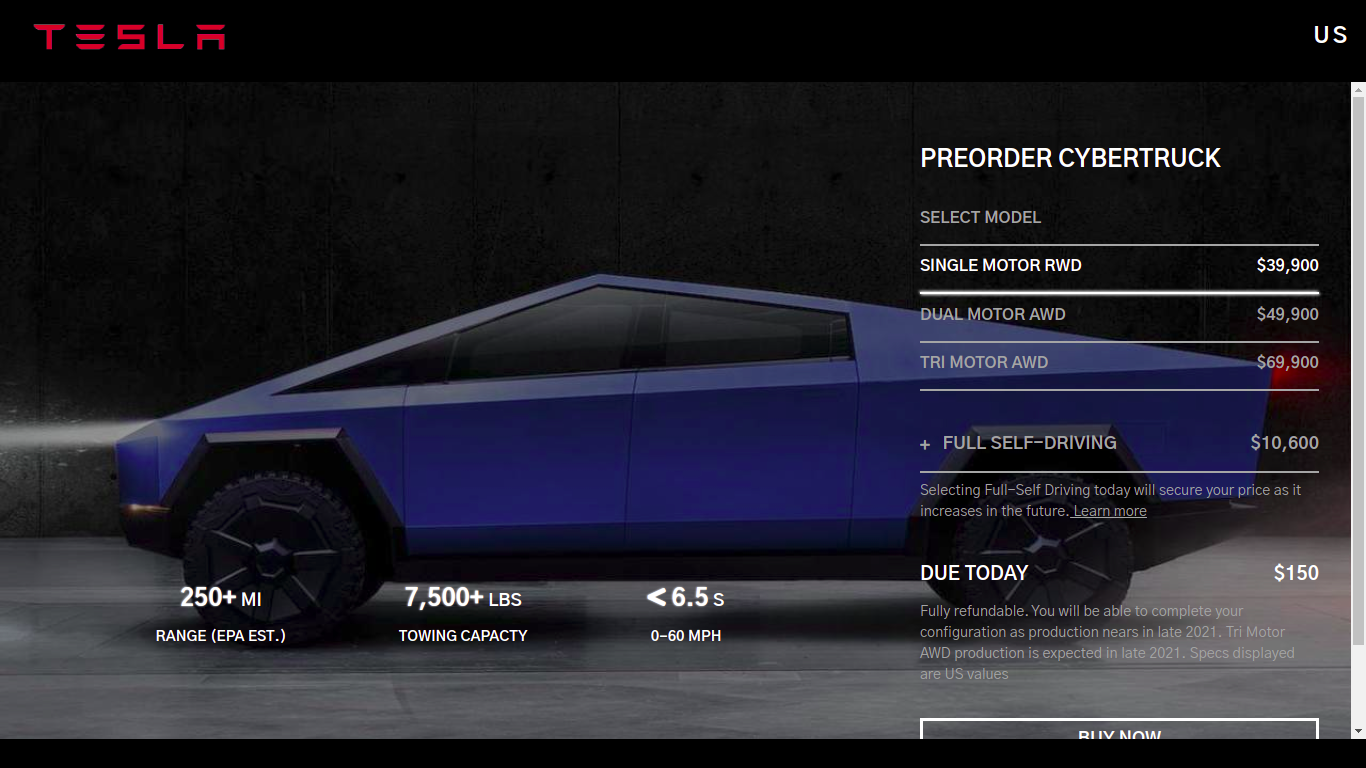 TESLA
US
PREORDER CYBERTRUCK
SELECT MODEL
SINGLE MOTOR RWD $39,900
DUAL MOTOR AWD $49,900
TRI MOTOR AWD $69,900
+ FULL SELF-DRIVING $10,600
Selecting Full-Self Driving today will secure your price as it
increases in the future. Learn more
DUE TODAY $150
Fully refundable. You will be able to complete your
configuration as production nears in late 2021. Tri Motor
AWD production is expected in late 2021. Specs displayed
are US values
250+ MI
RANGE (EPA EST.)
7,500+ LBS
TOWING CAPACTY
< 6.5 S
0-60 MPH
BUY NOW